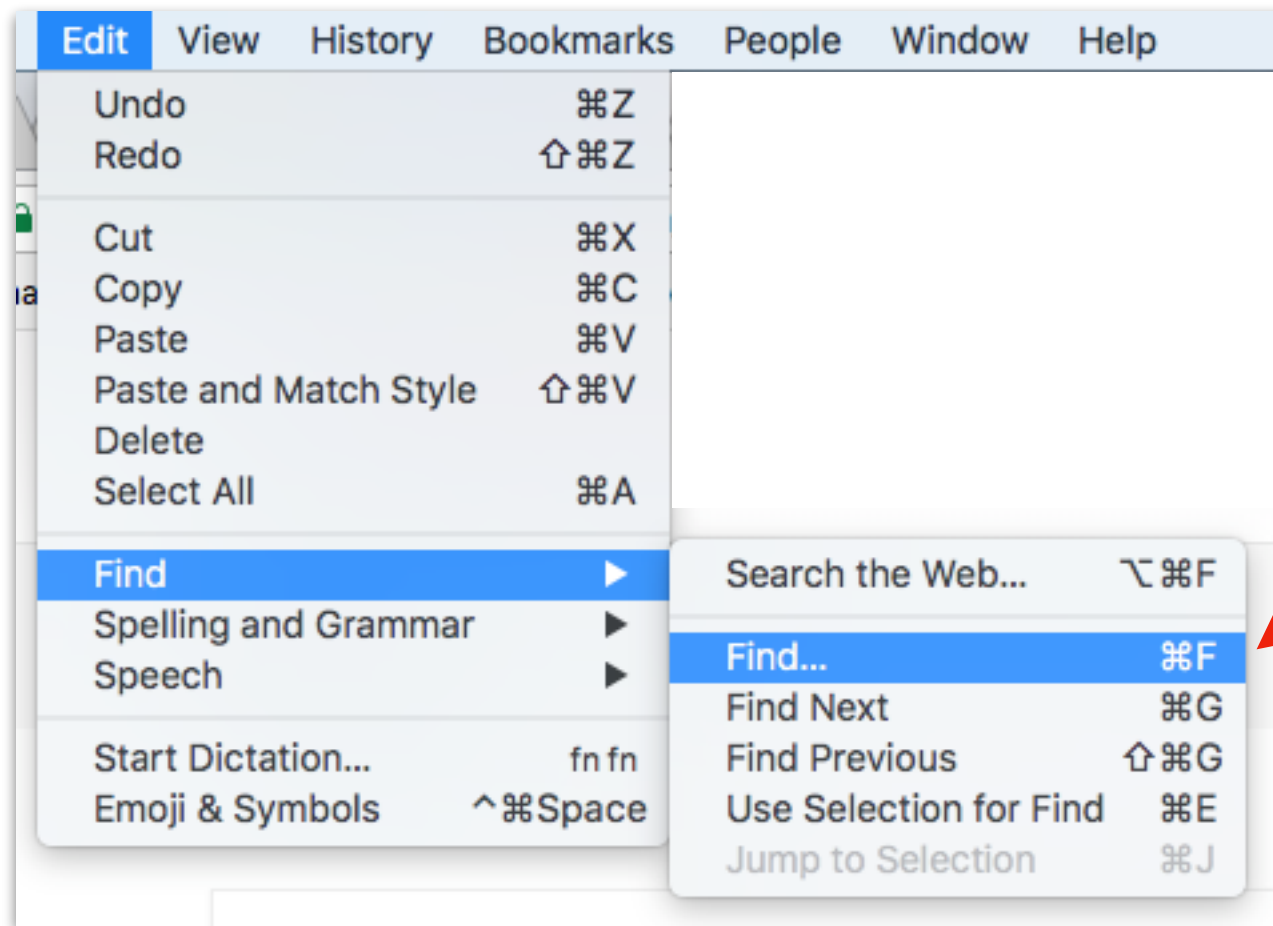 Edit View History Bookmarks People Window Help
Undo ⌘Z
Redo ⇧⌘Z
Cut ⌘X
Copy ⌘C
Paste ⌘V
Paste and Match Style ⇧⌘V
Delete
Select All ⌘A
Find ▶
Spelling and Grammar ▶
Speech ▶
Start Dictation... fn fn
Emoji & Symbols ^⌘Space
Search the Web... ⌥⌘F
Find... ⌘F
Find Next ⌘G
Find Previous ⇧⌘G
Use Selection for Find ⌘E
Jump to Selection ⌘J